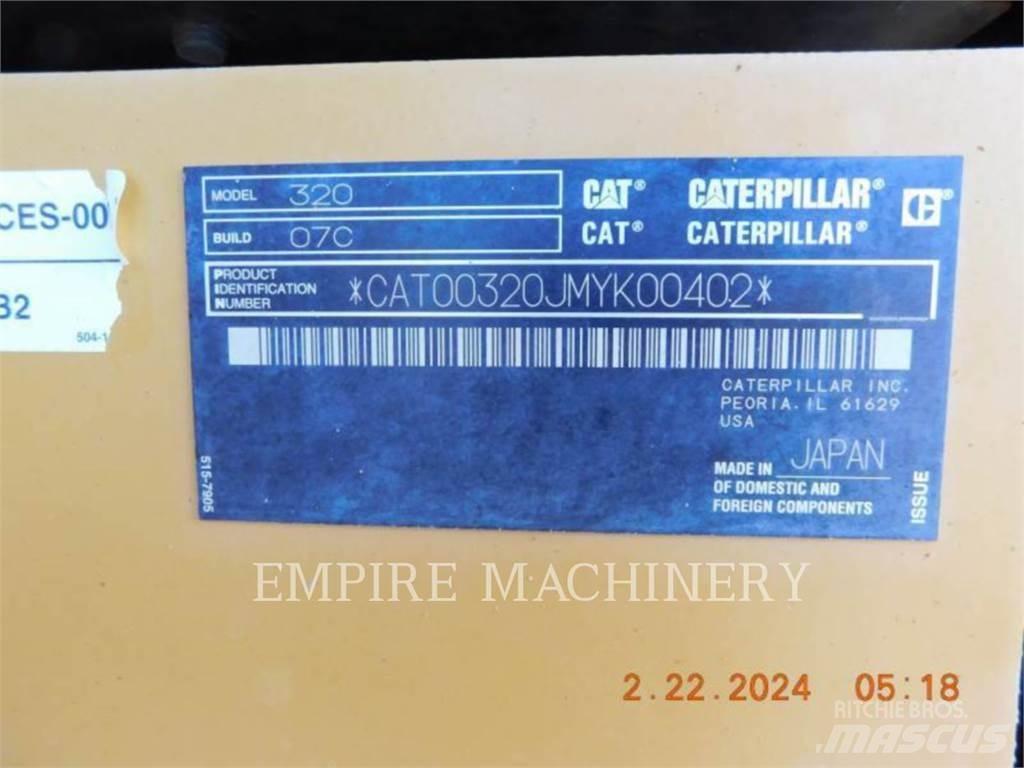 CES-00
32
504-1
MODEL 320
BUILD 07C
CAT® CATERPILLAR®
CAT® CATERPILLAR®
PRODUCT
IDENTIFICATION
NUMBER
*CAT00320JMYK00402*
CATERPILLAR INC.
PEORIA, IL 61629
USA
MADE IN JAPAN
OF DOMESTIC AND
FOREIGN COMPONENTS
515-7905
ISSUE
EMPIRE MACHINERY
2.22.2024 05:18
RITCHIE BROS.
MASCUS